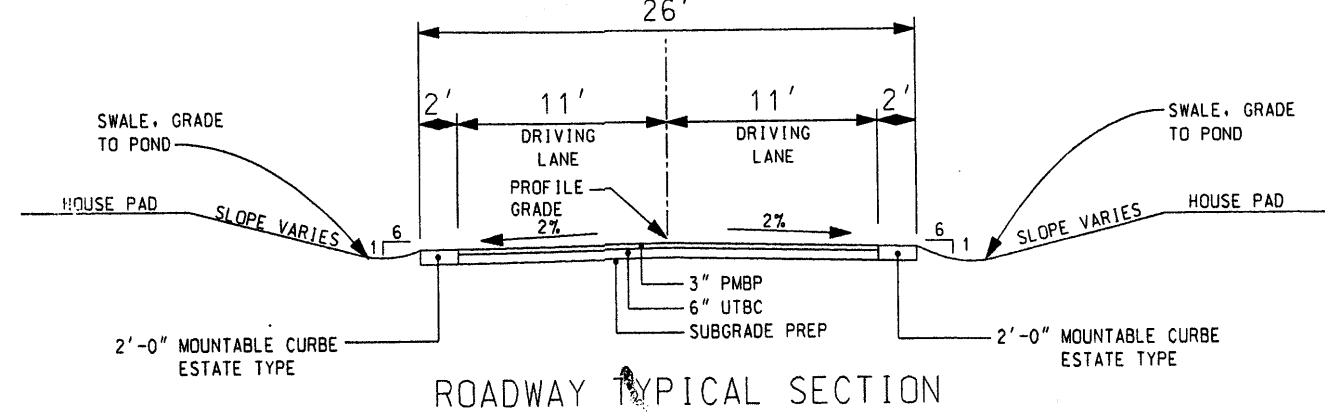 26'
2' 11' 11' 2'
DRIVING
LANE
DRIVING
LANE
SWALE, GRADE
TO POND
SWALE, GRADE
TO POND
PROFILE
GRADE
HOUSE PAD
HOUSE PAD
SLOPE VARIES
SLOPE VARIES
6
1
2%
2%
6
1
3" PMBP
6" UTBC
SUBGRADE PREP
2'-0" MOUNTABLE CURBE
ESTATE TYPE
2'-0" MOUNTABLE CURBE
ESTATE TYPE
ROADWAY TYPICAL SECTION